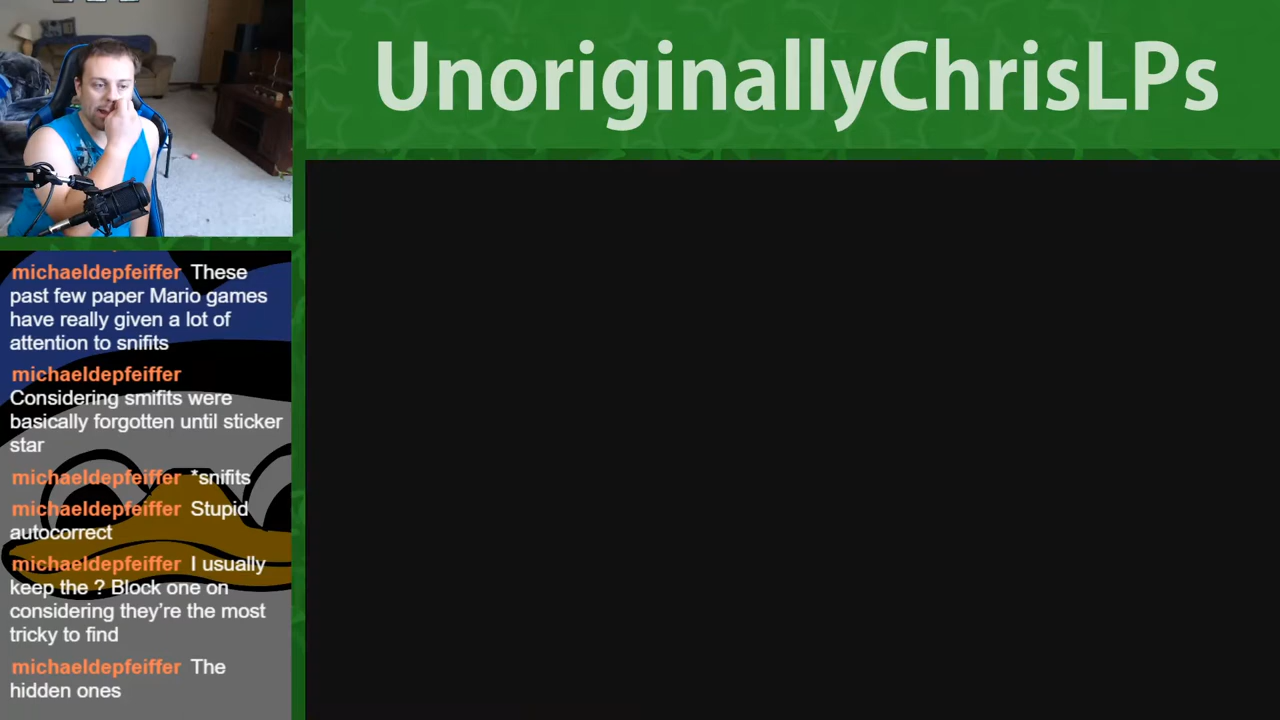 UnoriginallyChrisLPs
michaeldepfeiffer These
past few paper Mario games
have really given a lot of
attention to snifits
michaeldepfeiffer
Considering smifits were
basically forgotten until sticker
star
michaeldepfeiffer *snifits
michaeldepfeiffer Stupid
autocorrect
michaeldepfeiffer I usually
keep the ? Block one on
considering they’re the most
tricky to find
michaeldepfeiffer The
hidden ones